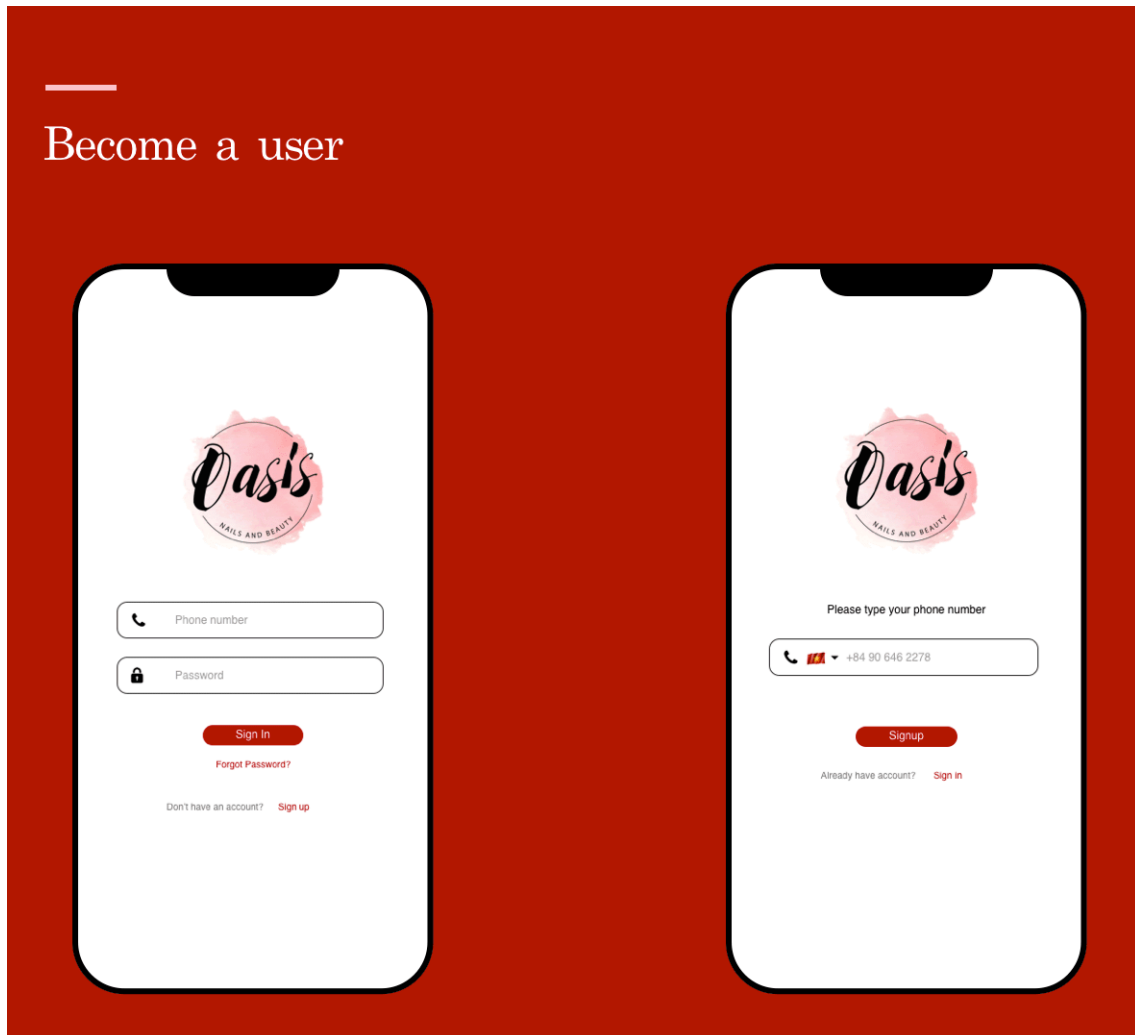 Become a user
Oasis
NAILS AND BEAUTY
Phone number
Password
Sign In
Forgot Password?
Don't have an account? Sign up
Oasis
NAILS AND BEAUTY
Please type your phone number
+84 90 646 2278
Signup
Already have account? Sign in